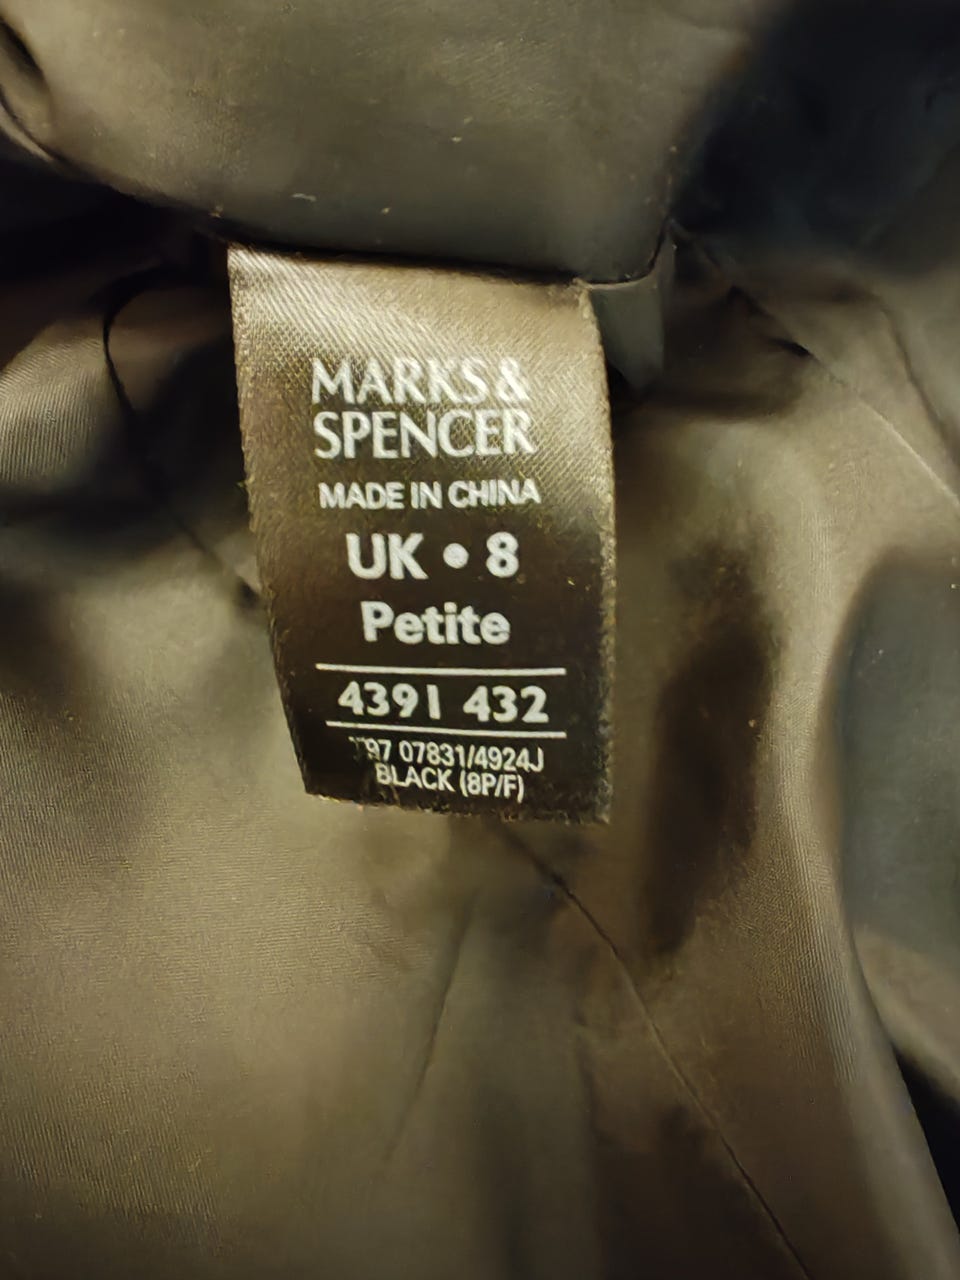 MARKS &
SPENCER
MADE IN CHINA
UK • 8
Petite
4391 432
07831/4924J
BLACK (8P/F)